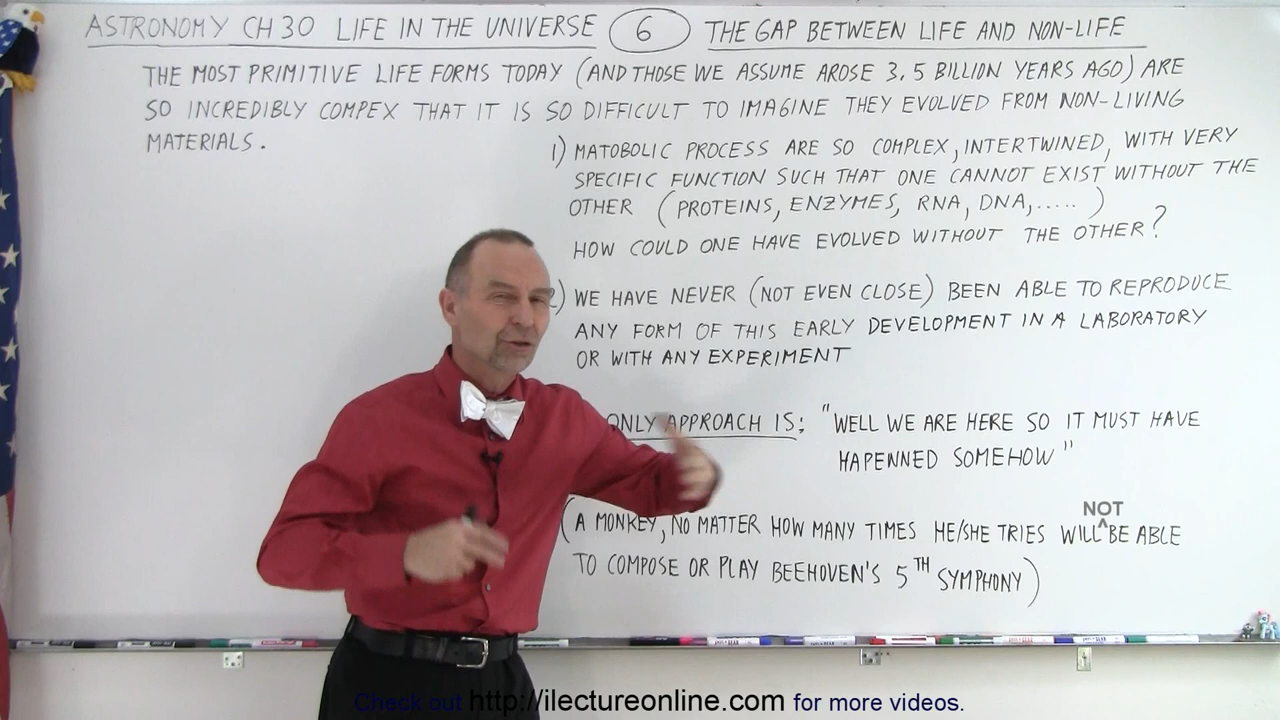 ASTRONOMY CH 30 LIFE IN THE UNIVERSE 6 THE GAP BETWEEN LIFE AND NON-LIFE
THE MOST PRIMITIVE LIFE FORMS TODAY (AND THOSE WE ASSUME AROSE 3.5 BILLION YEARS AGO) ARE
SO INCREDIBLY COMPEX THAT IT IS SO DIFFICULT TO IMAGINE THEY EVOLVED FROM NON-LIVING
MATERIALS.
1) MATOBOLIC PROCESS ARE SO COMPLEX, INTERTWINED, WITH VERY
SPECIFIC FUNCTION SUCH THAT ONE CANNOT EXIST WITHOUT THE
OTHER (PROTEINS, ENZYMES, RNA, DNA,.....)
HOW COULD ONE HAVE EVOLVED WITHOUT THE OTHER?
) WE HAVE NEVER (NOT EVEN CLOSE) BEEN ABLE TO REPRODUCE
ANY FORM OF THIS EARLY DEVELOPMENT IN A LABORATORY
OR WITH ANY EXPERIMENT
ONLY APPROACH IS: "WELL WE ARE HERE SO IT MUST HAVE
HAPENNED SOMEHOW"
(A MONKEY, NO MATTER HOW MANY TIMES HE/SHE TRIES WILL NOT BE ABLE
TO COMPOSE OR PLAY BEEHOVEN'S 5TH SYMPHONY)
Check out http://ilectureonline.com for more videos.